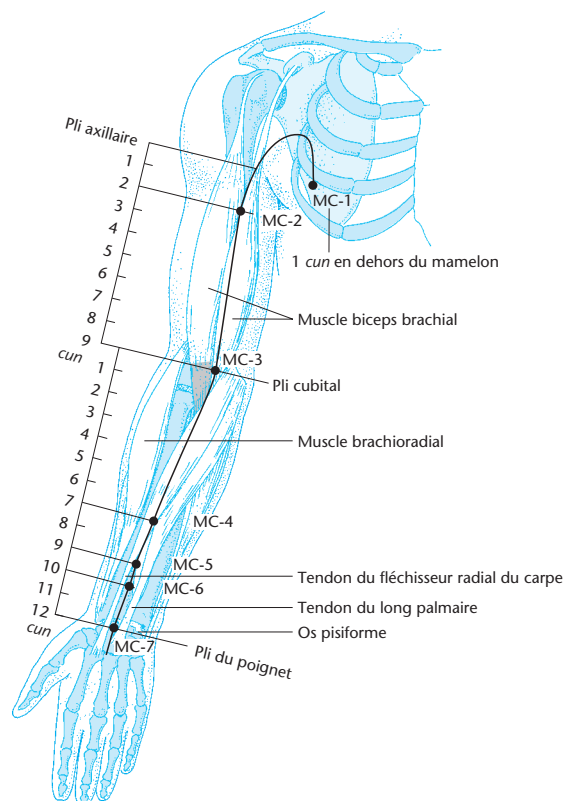 Pli axillaire
1
2
3
4
5
6
7
8
9
cun
MC-1
MC-2
1 cun en dehors du mamelon
Muscle biceps brachial
MC-3
Pli cubital
1
2
3
4
5
6
7
8
9
10
11
12
cun
Muscle brachioradial
MC-4
MC-5
Tendon du fléchisseur radial du carpe
MC-6
Tendon du long palmaire
Os pisiforme
MC-7
Pli du poignet